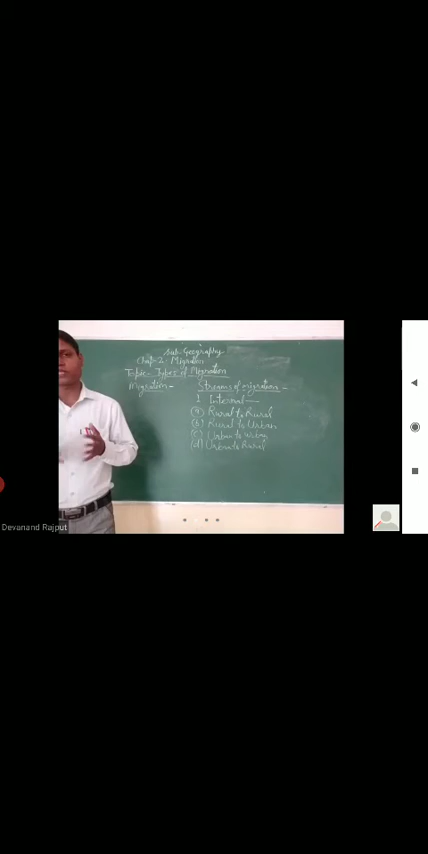 Sub. Geography
Chap-2: Migration
Topic- Types of Migration
Migration -
Streams of migration -
1 Internal —
(a) Rural to Rural
(b) Rural to Urban
(c) Urban to Urban
(d) Urban to Rural
Devanand Rajput